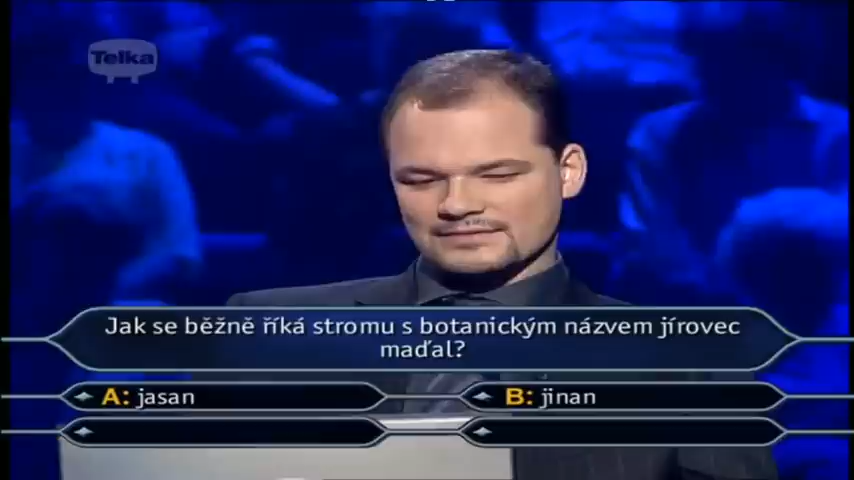 Telka
Jak se běžně říká stromu s botanickým názvem jírovec
maďal?
A: jasan
B: jinan